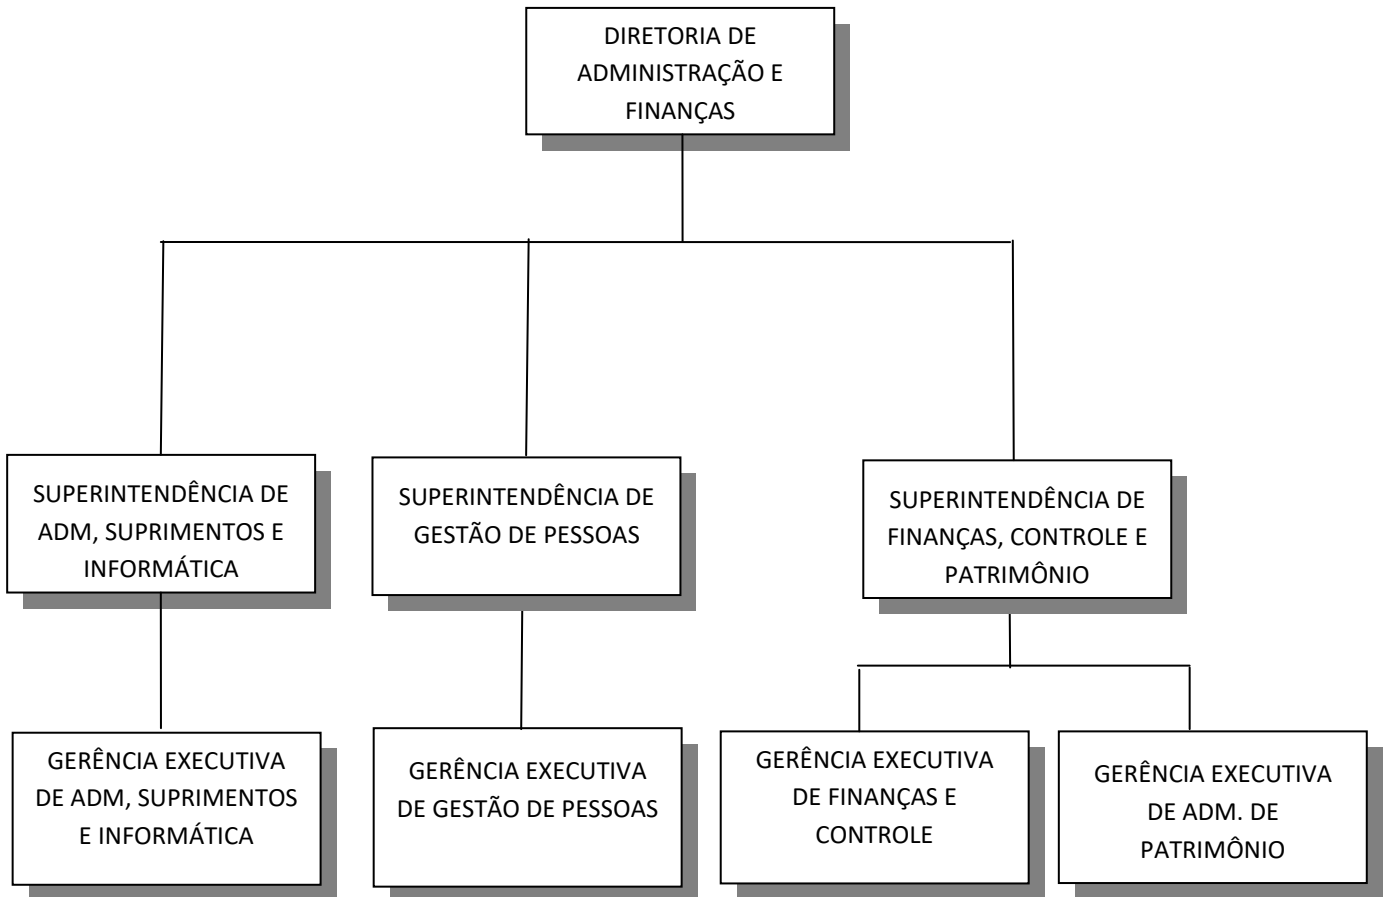 DIRETORIA DE
ADMINISTRAÇÃO E
FINANÇAS
SUPERINTENDÊNCIA DE
ADM, SUPRIMENTOS E
INFORMÁTICA
SUPERINTENDÊNCIA DE
GESTÃO DE PESSOAS
SUPERINTENDÊNCIA DE
FINANÇAS, CONTROLE E
PATRIMÔNIO
GERÊNCIA EXECUTIVA
DE ADM, SUPRIMENTOS
E INFORMÁTICA
GERÊNCIA EXECUTIVA
DE GESTÃO DE PESSOAS
GERÊNCIA EXECUTIVA
DE FINANÇAS E
CONTROLE
GERÊNCIA EXECUTIVA
DE ADM. DE
PATRIMÔNIO